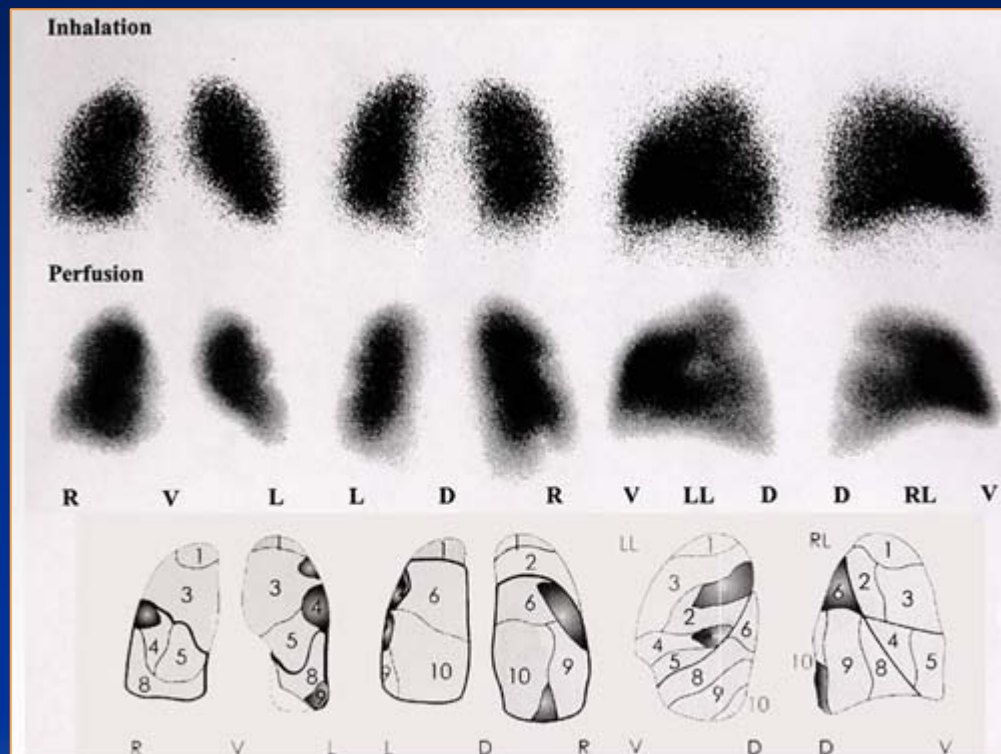 Inhalation
Perfusion
R V L L D R V LL D D RL V
LL RL
1 1 1 1 1 1
3 3 6 2 3 6 2 3
4 5 4 5 6 2 4
8 8 9 9 10 10 9 4 5 8 9 6 10 10 9 8 5
R V L L D R V D D V